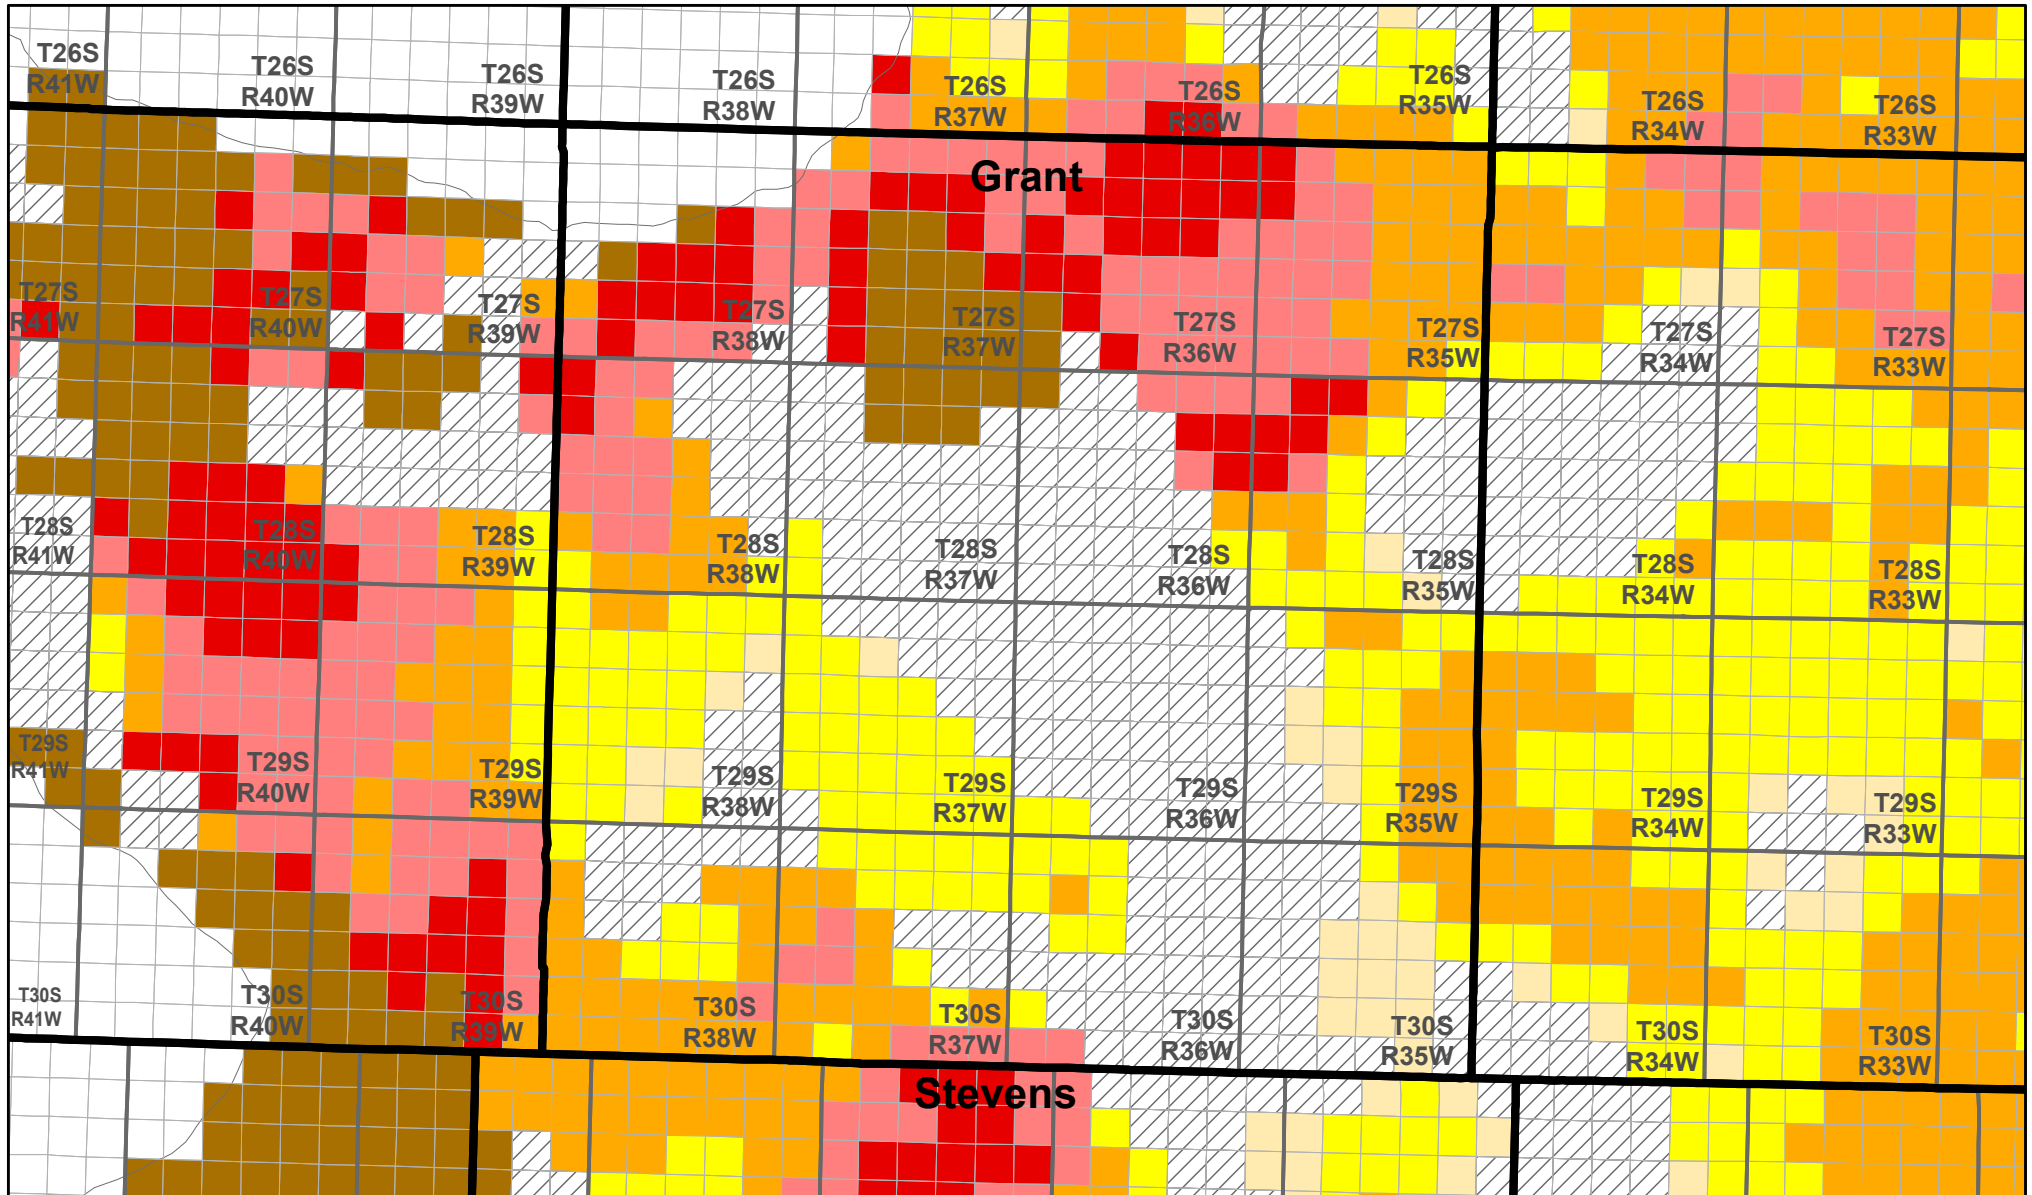 T26S
R41W
T26S
R40W
T26S
R39W
T26S
R38W
T26S
R37W
T26S
R36W
T26S
R35W
T26S
R34W
T26S
R33W
Grant
T27S
R41W
T27S
R40W
T27S
R39W
T27S
R38W
T27S
R37W
T27S
R36W
T27S
R35W
T27S
R34W
T27S
R33W
T28S
R41W
T28S
R40W
T28S
R39W
T28S
R38W
T28S
R37W
T28S
R36W
T28S
R35W
T28S
R34W
T28S
R33W
T29S
R41W
T29S
R40W
T29S
R39W
T29S
R38W
T29S
R37W
T29S
R36W
T29S
R35W
T29S
R34W
T29S
R33W
T30S
R41W
T30S
R40W
T30S
R39W
T30S
R38W
T30S
R37W
T30S
R36W
T30S
R35W
T30S
R34W
T30S
R33W
Stevens